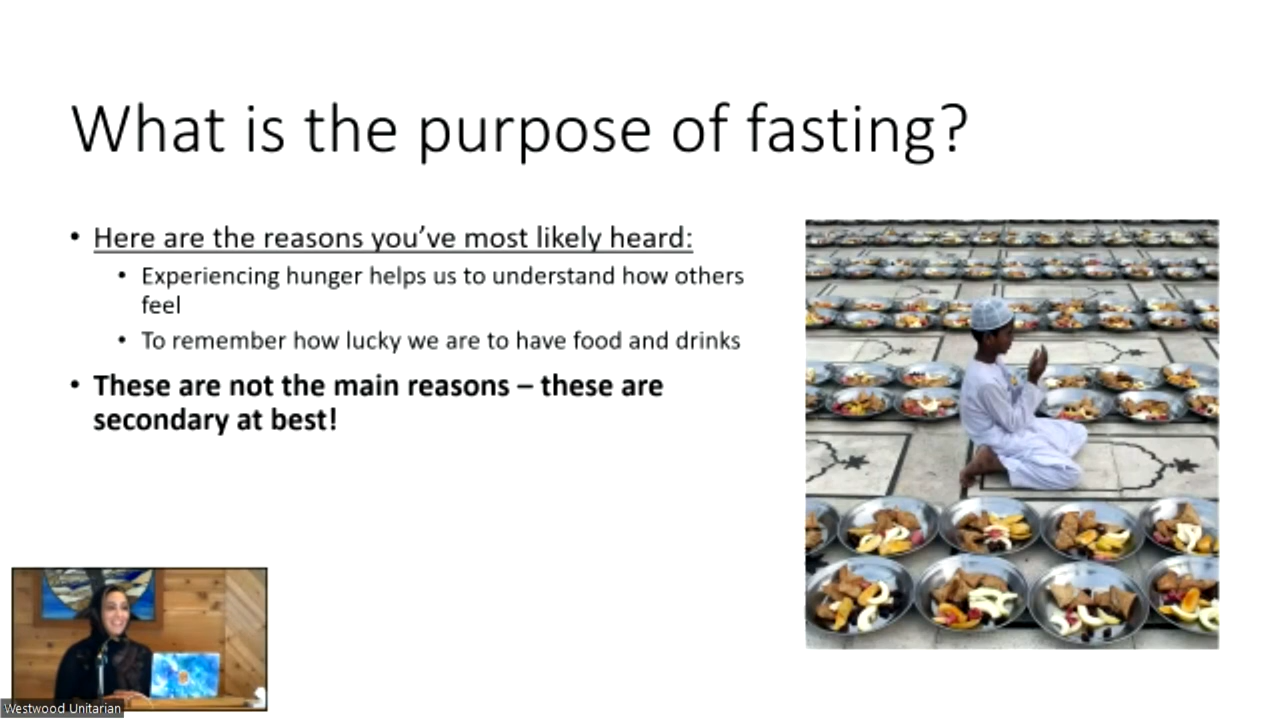 What is the purpose of fasting?
• Here are the reasons you’ve most likely heard:
• Experiencing hunger helps us to understand how others
feel
• To remember how lucky we are to have food and drinks
• These are not the main reasons – these are
secondary at best!
Westwood Unitarian